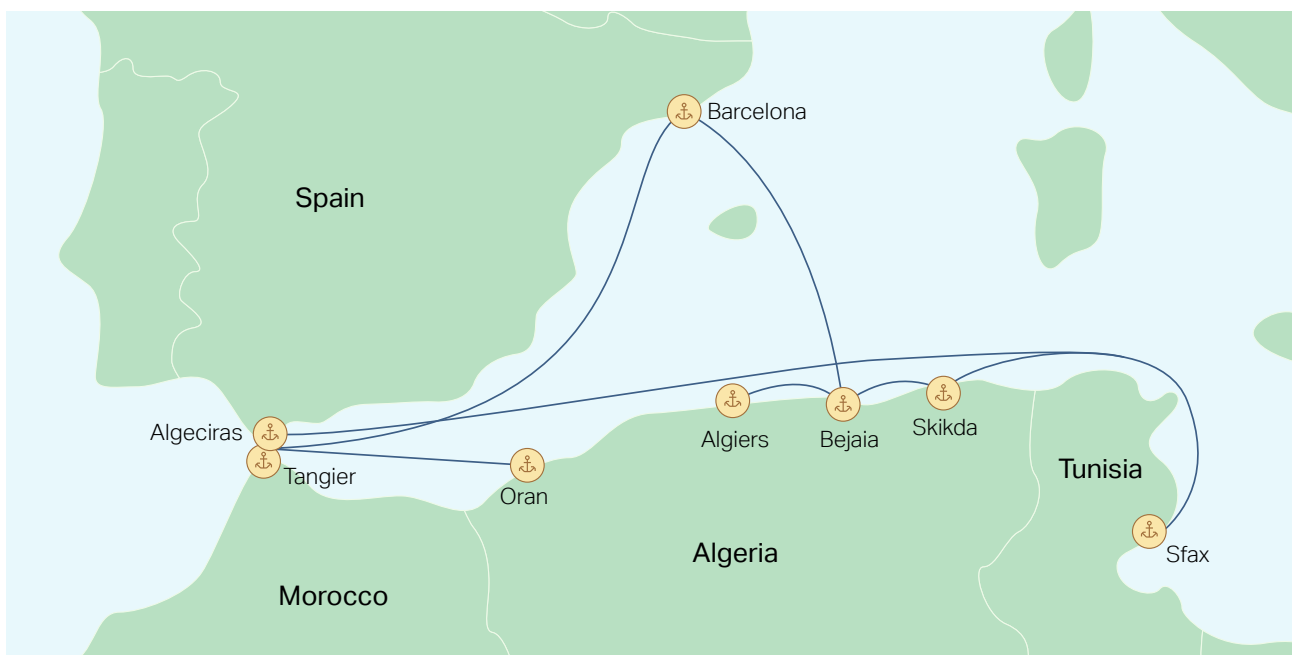 Barcelona
Spain
Algeciras
Tangier
Oran
Algiers
Bejaia
Skikda
Tunisia
Sfax
Algeria
Morocco